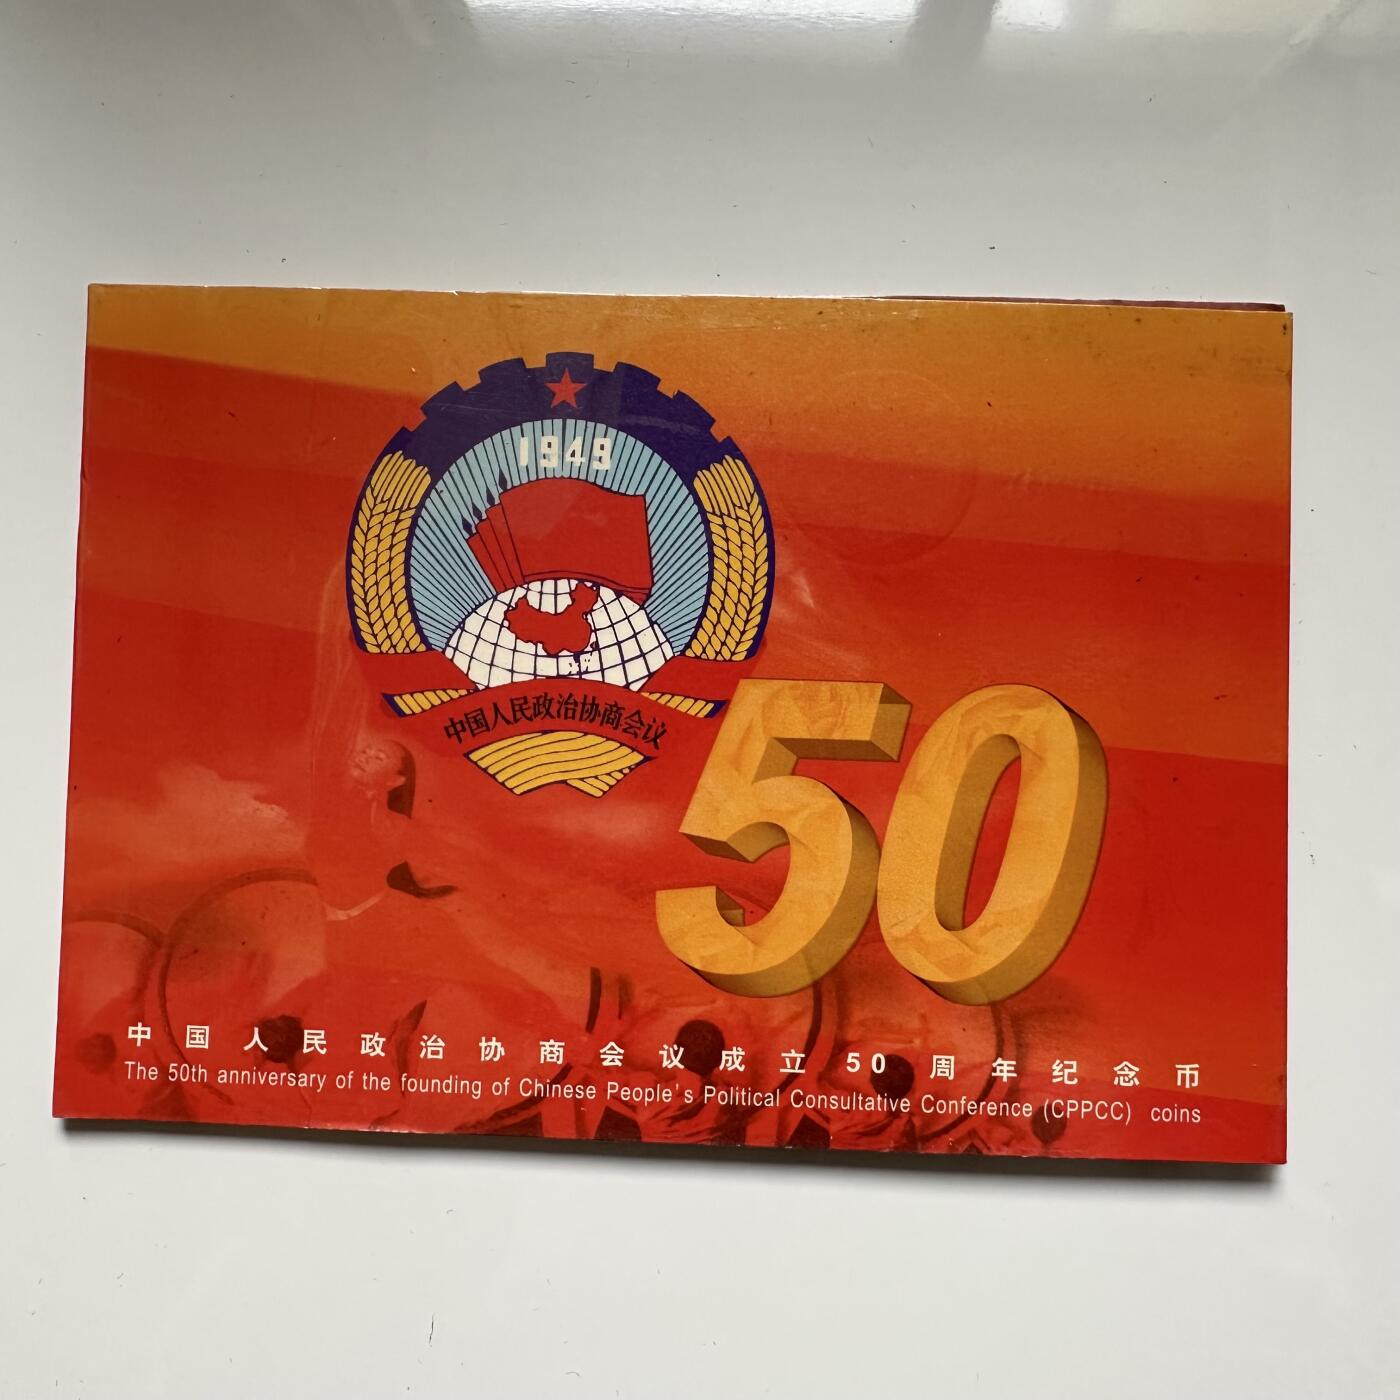 1949
中国人民政治协商会议
50
中国人民政治协商会议成立50周年纪念币
The 50th anniversary of the founding of Chinese People's Political Consultative Conference (CPPCC) coins